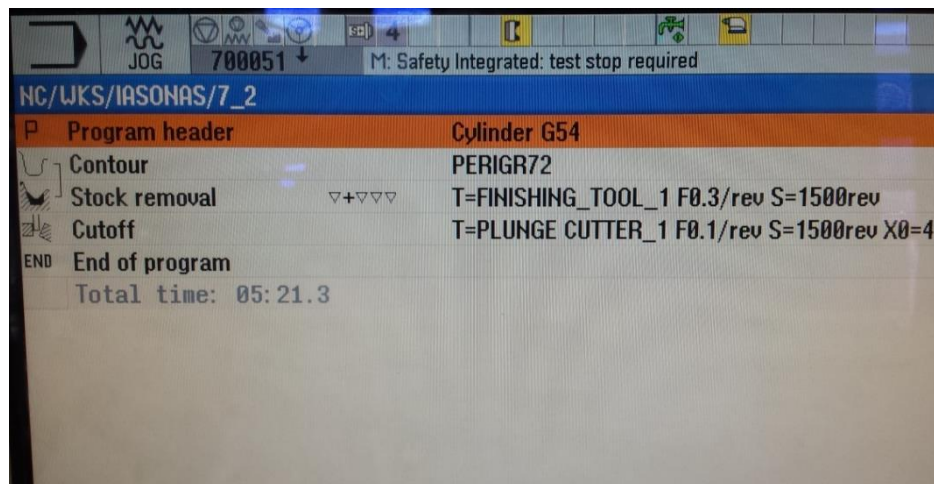 4
JOG
700051 M: Safety Integrated: test stop required
NC/WKS/IASONAS/7_2
P Program header Cylinder G54
Contour PERIGR72
Stock removal ▽+▽▽▽ T=FINISHING_TOOL_1 F0.3/rev S=1500rev
Cutoff T=PLUNGE CUTTER_1 F0.1/rev S=1500rev X0=4
END End of program
Total time: 05:21.3